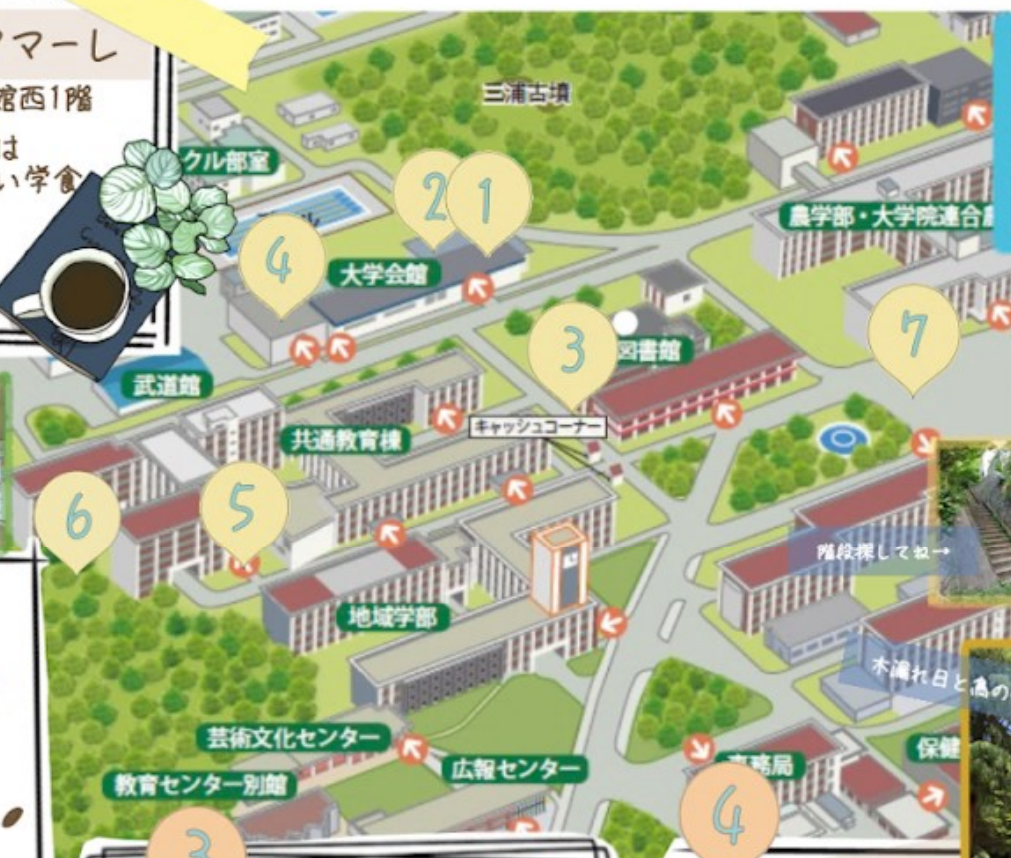 マーレ
館西1階
は
い学食
三浦古墳
クル部室
2
1
農学部・大学院連合農
4
大学会館
3
図書館
7
武道館
共通教育棟
キャッシュコーナー
6
5
階段探してね→
地域学部
木漏れ日と鳥の
芸術文化センター
広報センター
事務局
保健
教育センター別館
3
4